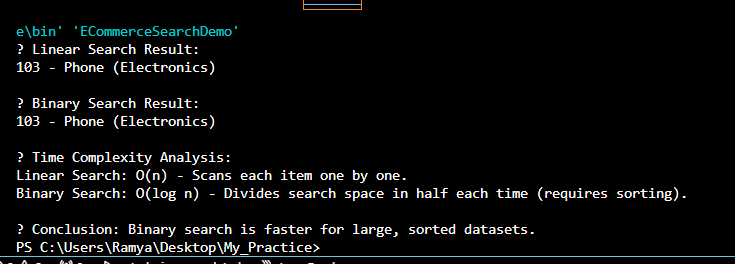 e\bin' 'ECommerceSearchDemo'
? Linear Search Result:
103 - Phone (Electronics)
? Binary Search Result:
103 - Phone (Electronics)
? Time Complexity Analysis:
Linear Search: O(n) - Scans each item one by one.
Binary Search: O(log n) - Divides search space in half each time (requires sorting).
? Conclusion: Binary search is faster for large, sorted datasets.
PS C:\Users\Ramya\Desktop\My_Practice>